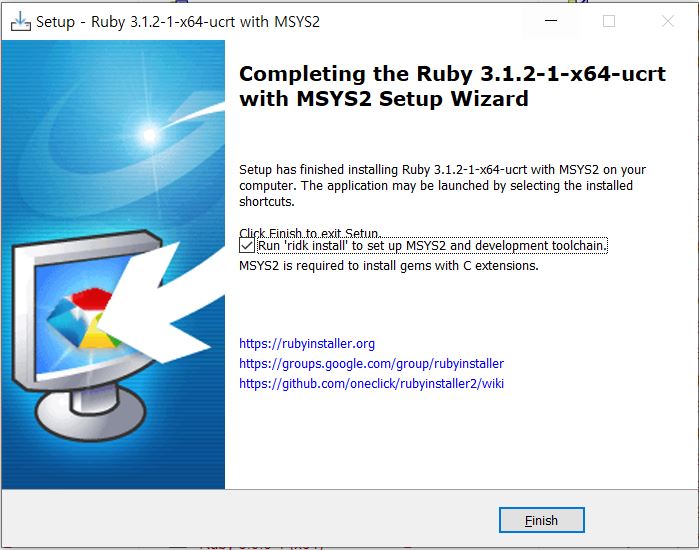 Setup - Ruby 3.1.2-1-x64-ucrt with MSYS2
Completing the Ruby 3.1.2-1-x64-ucrt
with MSYS2 Setup Wizard
Setup has finished installing Ruby 3.1.2-1-x64-ucrt with MSYS2 on your
computer. The application may be launched by selecting the installed
shortcuts.
Click Finish to exit Setup.
Run 'ridk install' to set up MSYS2 and development toolchain.
MSYS2 is required to install gems with C extensions.
https://rubyinstaller.org
https://groups.google.com/group/rubyinstaller
https://github.com/oneclick/rubyinstaller2/wiki
Finish